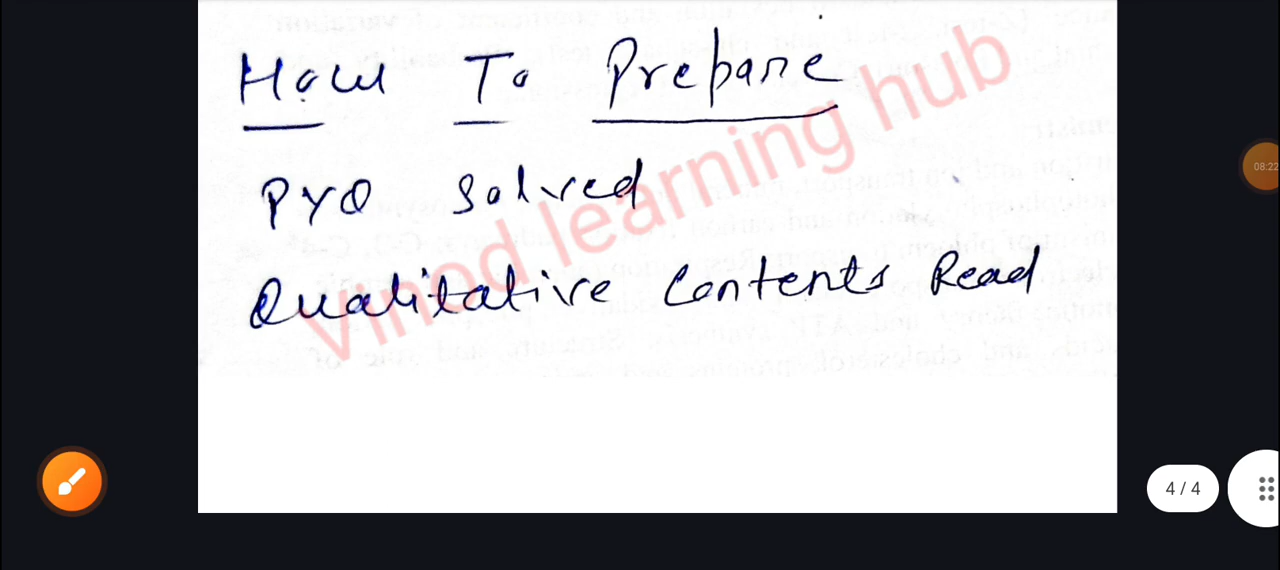 How To Prepare
PYQ Solved
Qualitative Contents Read
Vinod learning hub
08:22
4 / 4